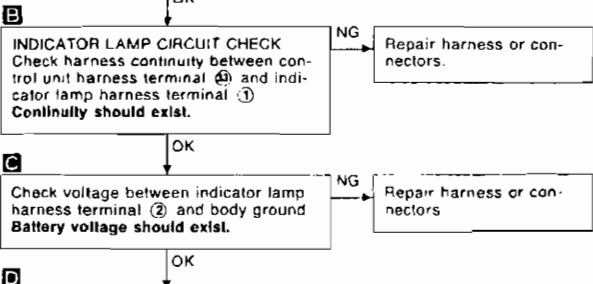 OK
B
INDICATOR LAMP CIRCUIT CHECK
Check harness continuity between con-
trol unit harness terminal and indi-
cator lamp harness terminal ①
Continuity should exist.
NG
Repair harness or con-
nectors.
OK
C
Check voltage between indicator lamp
harness terminal ② and body ground
Battery voltage should exist.
NG
Repair harness or con-
nectors
OK
D